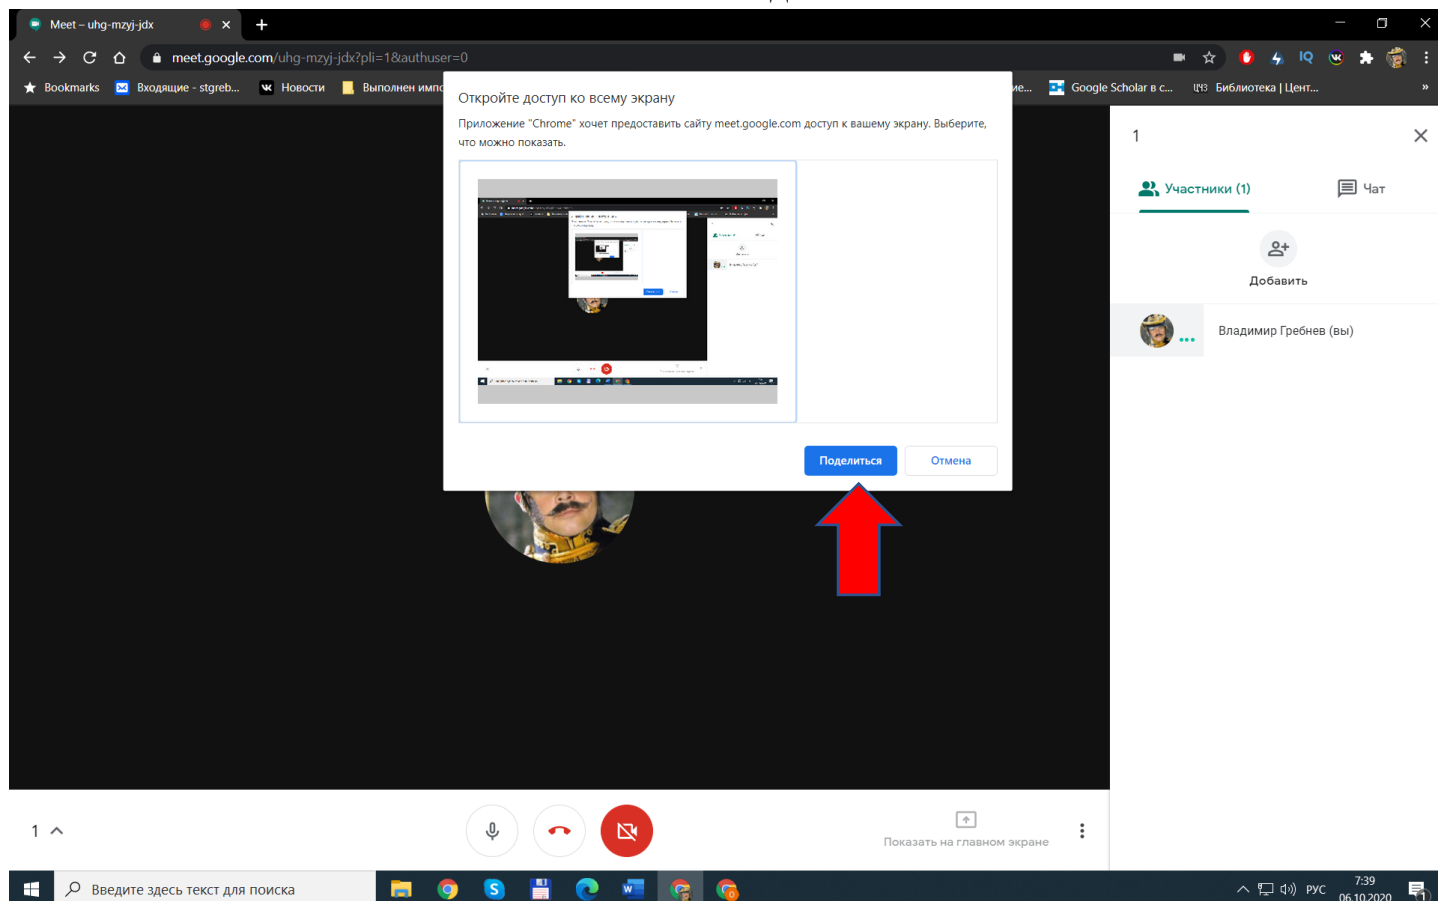 Meet – uhg-mzyj-jdx
meet.google.com/uhg-mzyj-jdx?pli=1&authuser=0
Bookmarks Входящие - stgreb... Новости Выполнен импо ие... Google Scholar в с... Библиотека | Цент...
Откройте доступ ко всему экрану
Приложение "Chrome" хочет предоставить сайту meet.google.com доступ к вашему экрану. Выберите,
что можно показать.
Поделиться Отмена
1
Участники (1) Чат
Добавить
Владимир Гребнев (вы)
1
Показать на главном экране
Введите здесь текст для поиска
РУС
7:39
06.10.2020